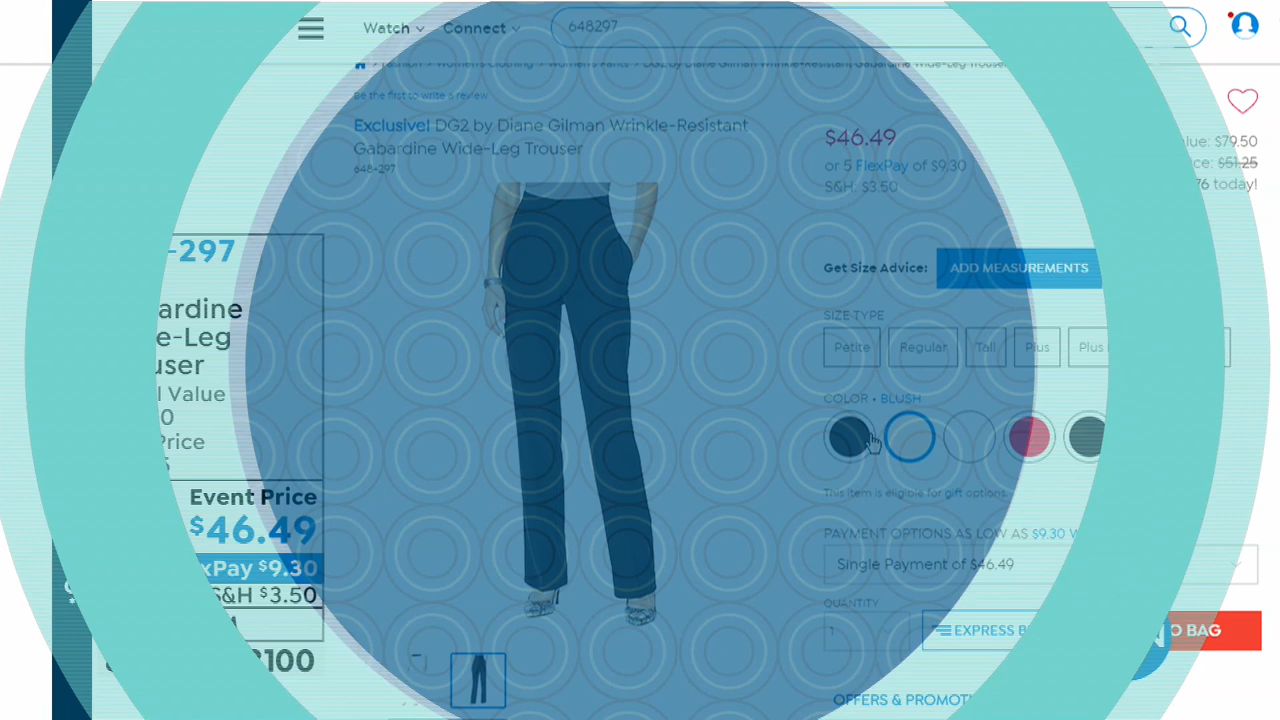 Watch Connect 648297
Be the first to write a review
Exclusive! DG2 by Diane Gilman Wrinkle-Resistant
Gabardine Wide-Leg Trouser
648-297
$46.49
or 5 FlexPay of $9.30
S&H: $3.50
lue: $79.50
ice: $51.25
76 today!
Get Size Advice: ADD MEASUREMENTS
SIZE TYPE
Petite Regular Tall Plus Plus
COLOR • BLUSH
This item is eligible for gift options.
PAYMENT OPTIONS AS LOW AS $9.30 W
Single Payment of $46.49
QUANTITY
1
EXPRESS B
O BAG
OFFERS & PROMOTI
-297
ardine
e-Leg
user
l Value
0
Price
Event Price
$46.49
xPay $9.30
S&H $3.50
100